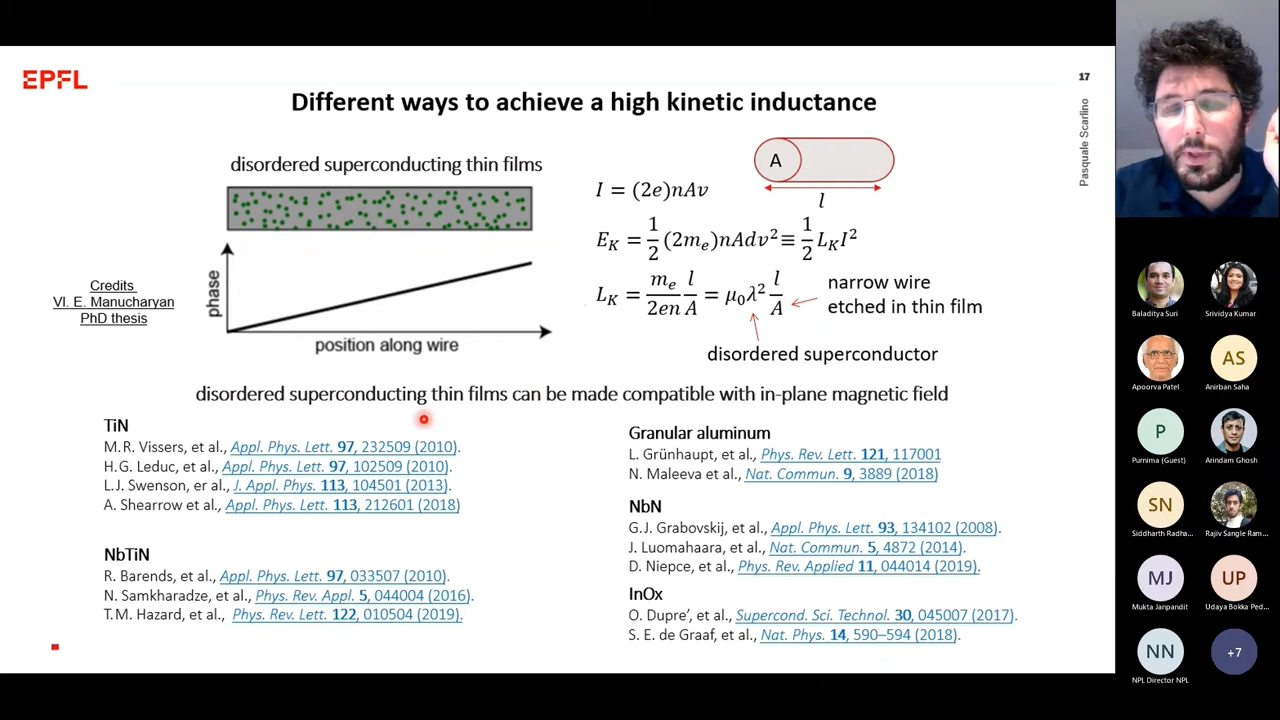 EPFL
17
Pasquale Scarlino
Different ways to achieve a high kinetic inductance
disordered superconducting thin films
phase
position along wire
Credits
Vl. E. Manucharyan
PhD thesis
A
l
I = (2e)nAv
E_K = 1/2 (2m_e)nAdv² ≡ 1/2 L_K I²
L_K = m_e/2en l/A = μ₀λ² l/A
narrow wire
etched in thin film
disordered superconductor
disordered superconducting thin films can be made compatible with in-plane magnetic field
TiN
M.R. Vissers, et al., Appl. Phys. Lett. 97, 232509 (2010).
H.G. Leduc, et al., Appl. Phys. Lett. 97, 102509 (2010).
L.J. Swenson, er al., J. Appl. Phys. 113, 104501 (2013).
A. Shearrow et al., Appl. Phys. Lett. 113, 212601 (2018)
NbTiN
R. Barends, et al., Appl. Phys. Lett. 97, 033507 (2010).
N. Samkharadze, et al., Phys. Rev. Appl. 5, 044004 (2016).
T.M. Hazard, et al., Phys. Rev. Lett. 122, 010504 (2019).
Granular aluminum
L. Grünhaupt, et al., Phys. Rev. Lett. 121, 117001
N. Maleeva et al., Nat. Commun. 9, 3889 (2018)
NbN
G.J. Grabovskij, et al., Appl. Phys. Lett. 93, 134102 (2008).
J. Luomahaara, et al., Nat. Commun. 5, 4872 (2014).
D. Niepce, et al., Phys. Rev. Applied 11, 044014 (2019).
InOx
O. Dupre', et al., Supercond. Sci. Technol. 30, 045007 (2017).
S. E. de Graaf, et al., Nat. Phys. 14, 590–594 (2018).
Baladitya Suri
Srividya Kumar
Apoorva Patel
AS
Anirban Saha
P
Purnima (Guest)
Arindam Ghosh
SN
Siddharth Radha...
Rajiv Sangle Ram...
MJ
Mukta Janpandit
UP
Udaya Bokka Ped...
NN
NPL Director NPL
+7